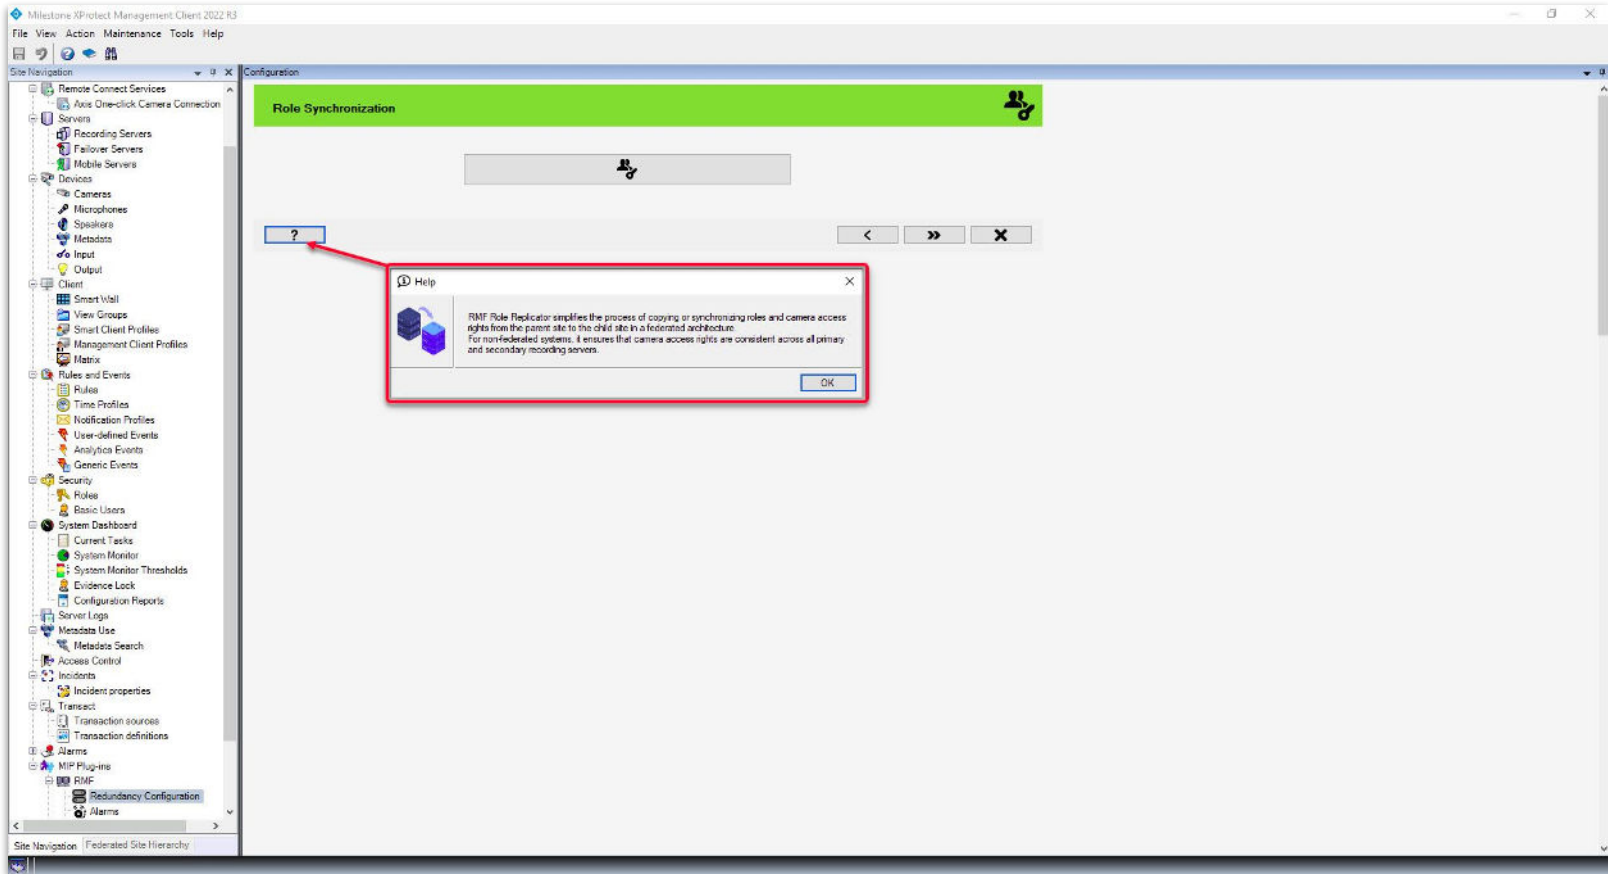 Milestone XProtect Management Client 2022 R3
File View Action Maintenance Tools Help
Site Navigation
Configuration
Remote Connect Services
Axis One-click Camera Connection
Servers
Recording Servers
Failover Servers
Mobile Servers
Devices
Cameras
Microphones
Speakers
Metadata
Input
Output
Client
Smart Wall
View Groups
Smart Client Profiles
Management Client Profiles
Matrix
Rules and Events
Rules
Time Profiles
Notification Profiles
User-defined Events
Analytics Events
Generic Events
Security
Roles
Basic Users
System Dashboard
Current Tasks
System Monitor
System Monitor Thresholds
Evidence Lock
Configuration Reports
Server Logs
Metadata Use
Metadata Search
Access Control
Incidents
Incident properties
Transact
Transaction sources
Transaction definitions
Alarms
MIP Plug-ins
RMF
Redundancy Configuration
Alarms
Site Navigation Federated Site Hierarchy
Role Synchronization
?
Help
RMF Role Replicator simplifies the process of copying or synchronizing roles and camera access
rights from the parent site to the child site in a federated architecture.
For non-federated systems, it ensures that camera access rights are consistent across all primary
and secondary recording servers.
OK